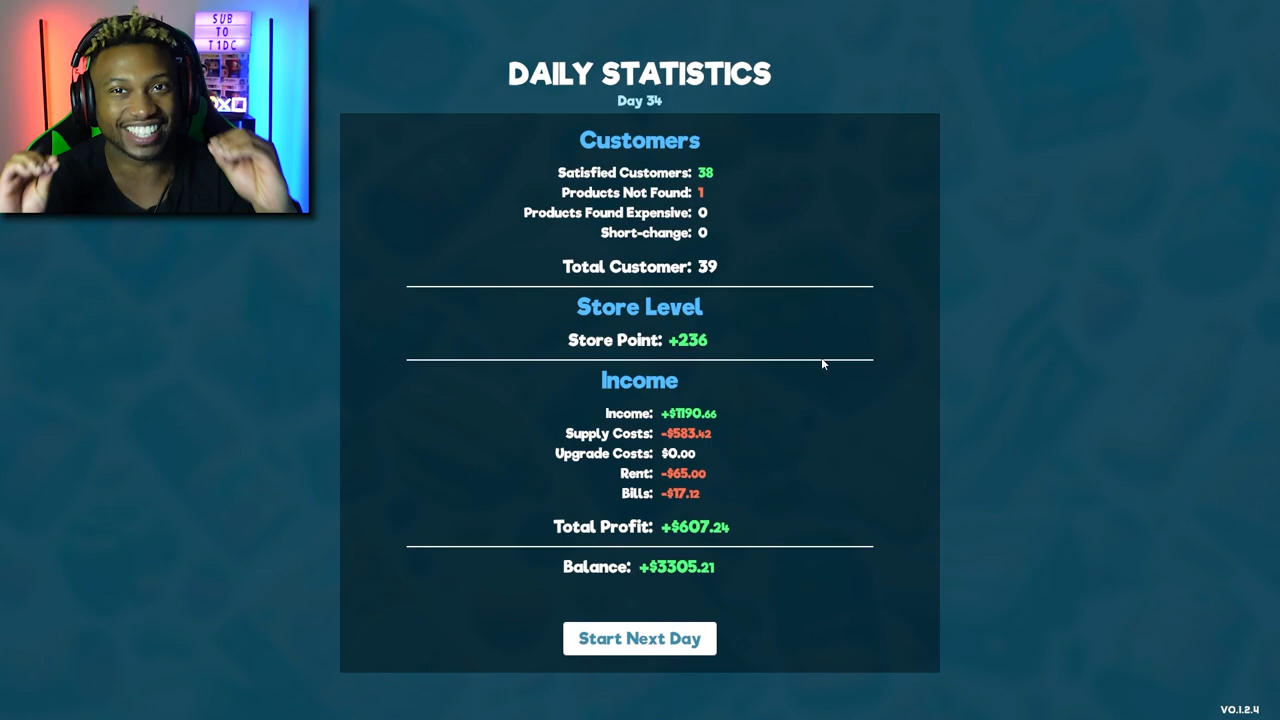 SUB
TO
T1DC
DAILY STATISTICS
Day 34
Customers
Satisfied Customers: 38
Products Not Found: 1
Products Found Expensive: 0
Short-change: 0
Total Customer: 39
Store Level
Store Point: +236
Income
Income: +$1190.66
Supply Costs: -$583.42
Upgrade Costs: $0.00
Rent: -$65.00
Bills: -$17.12
Total Profit: +$607.24
Balance: +$3305.21
Start Next Day
V0.1.2.4